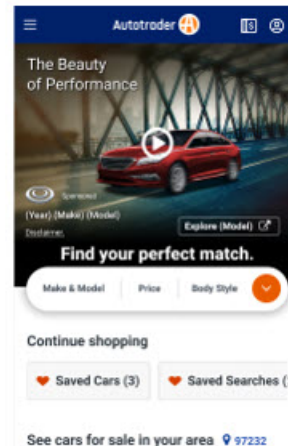 Autotrader
The Beauty
of Performance
Sponsored
(Year) (Make) (Model)
Disclaimer.
Explore (Model)
Find your perfect match.
Make & Model
Price
Body Style
Continue shopping
Saved Cars (3)
Saved Searches (
See cars for sale in your area 97232